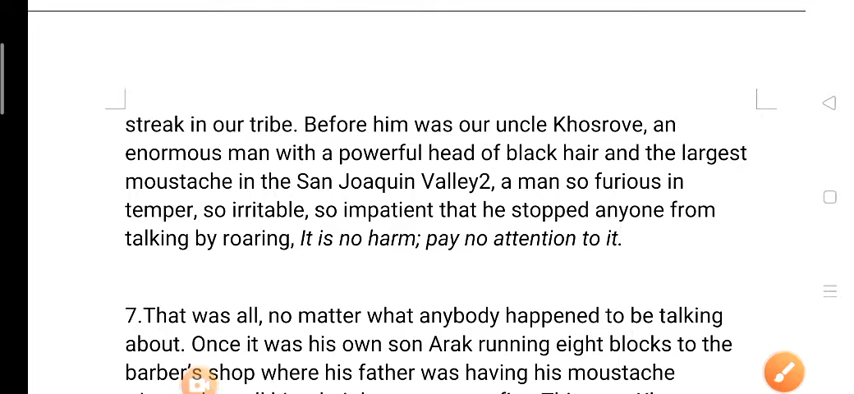 streak in our tribe. Before him was our uncle Khosrove, an
enormous man with a powerful head of black hair and the largest
moustache in the San Joaquin Valley2, a man so furious in
temper, so irritable, so impatient that he stopped anyone from
talking by roaring, It is no harm; pay no attention to it.
7.That was all, no matter what anybody happened to be talking
about. Once it was his own son Arak running eight blocks to the
barber's shop where his father was having his moustache